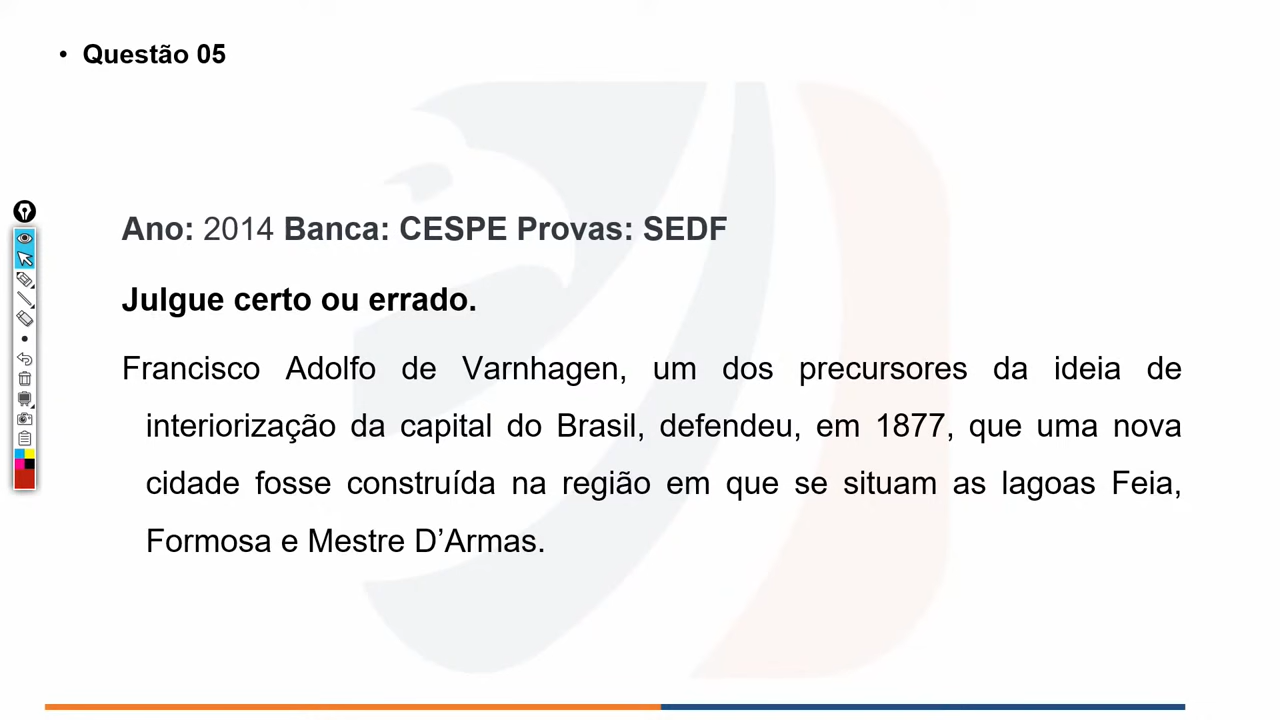 • Questão 05
Ano: 2014 Banca: CESPE Provas: SEDF
Julgue certo ou errado.
Francisco Adolfo de Varnhagen, um dos precursores da ideia de
interiorização da capital do Brasil, defendeu, em 1877, que uma nova
cidade fosse construída na região em que se situam as lagoas Feia,
Formosa e Mestre D’Armas.